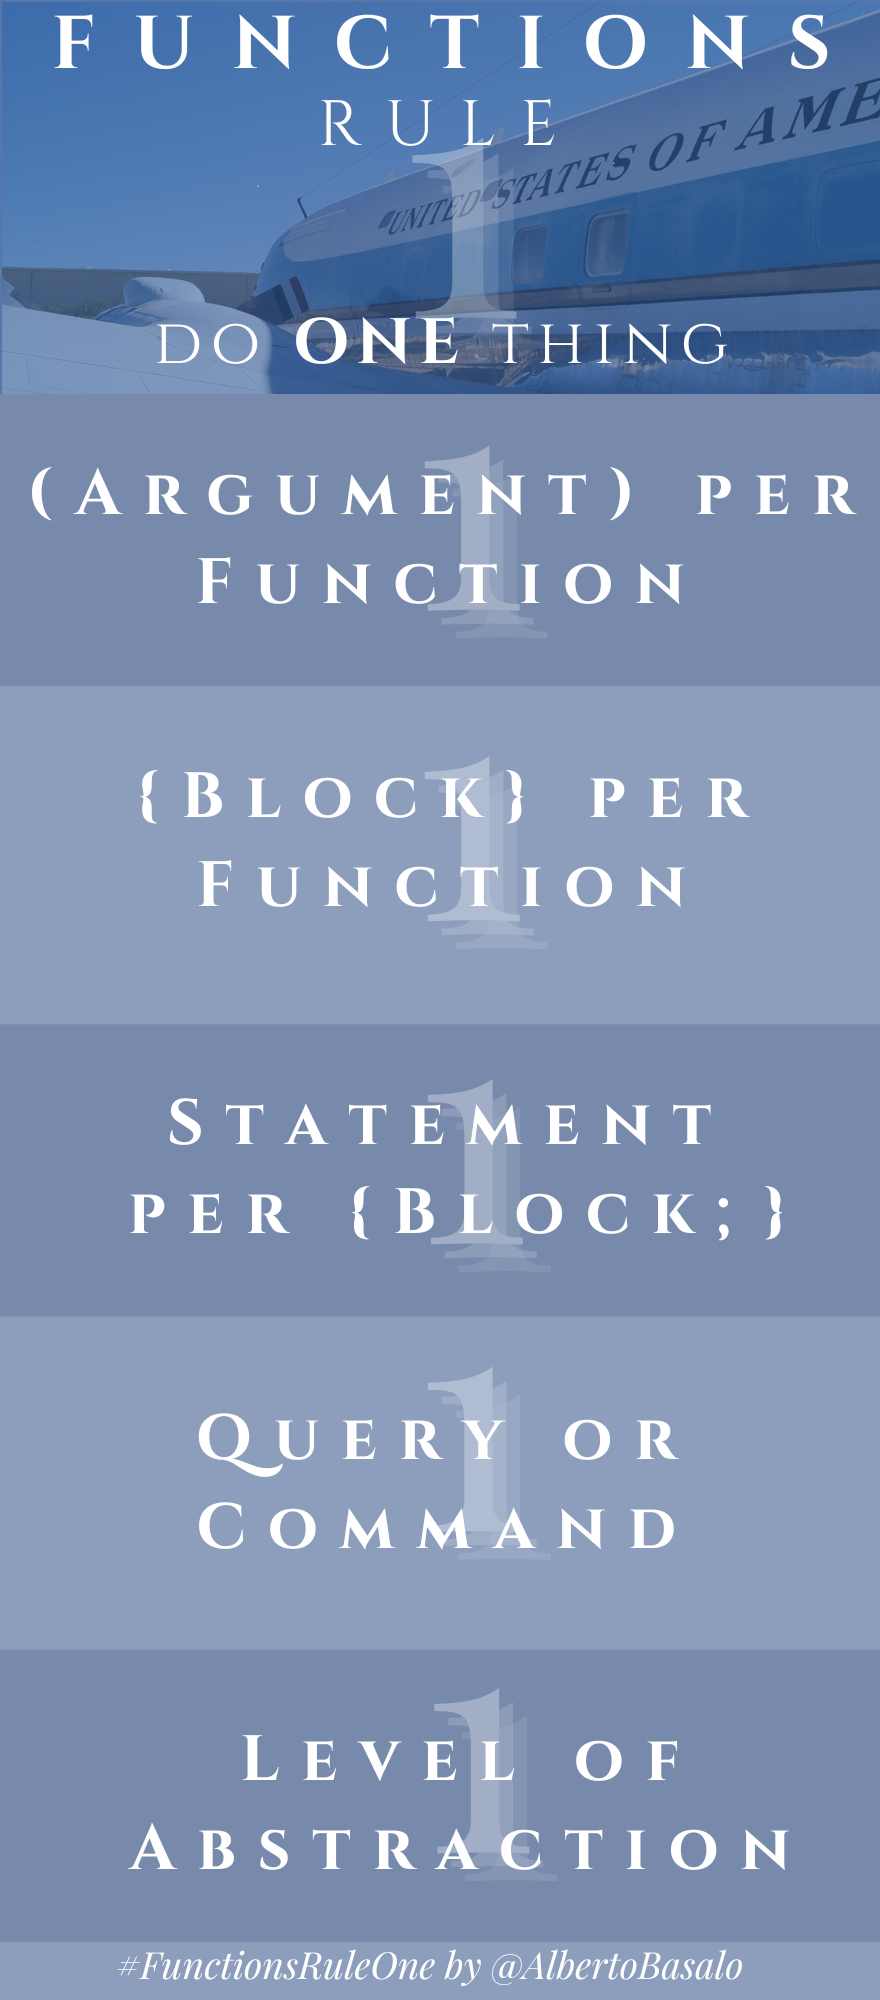 FUNCTIONS
RULE
1
UNITED STATES OF AME
DO ONE THING
1
(Argument) per
Function
1
{Block} per
Function
1
Statement
per {Block;}
1
Query or
Command
1
Level of
Abstraction
#FunctionsRuleOne by @AlbertoBasalo